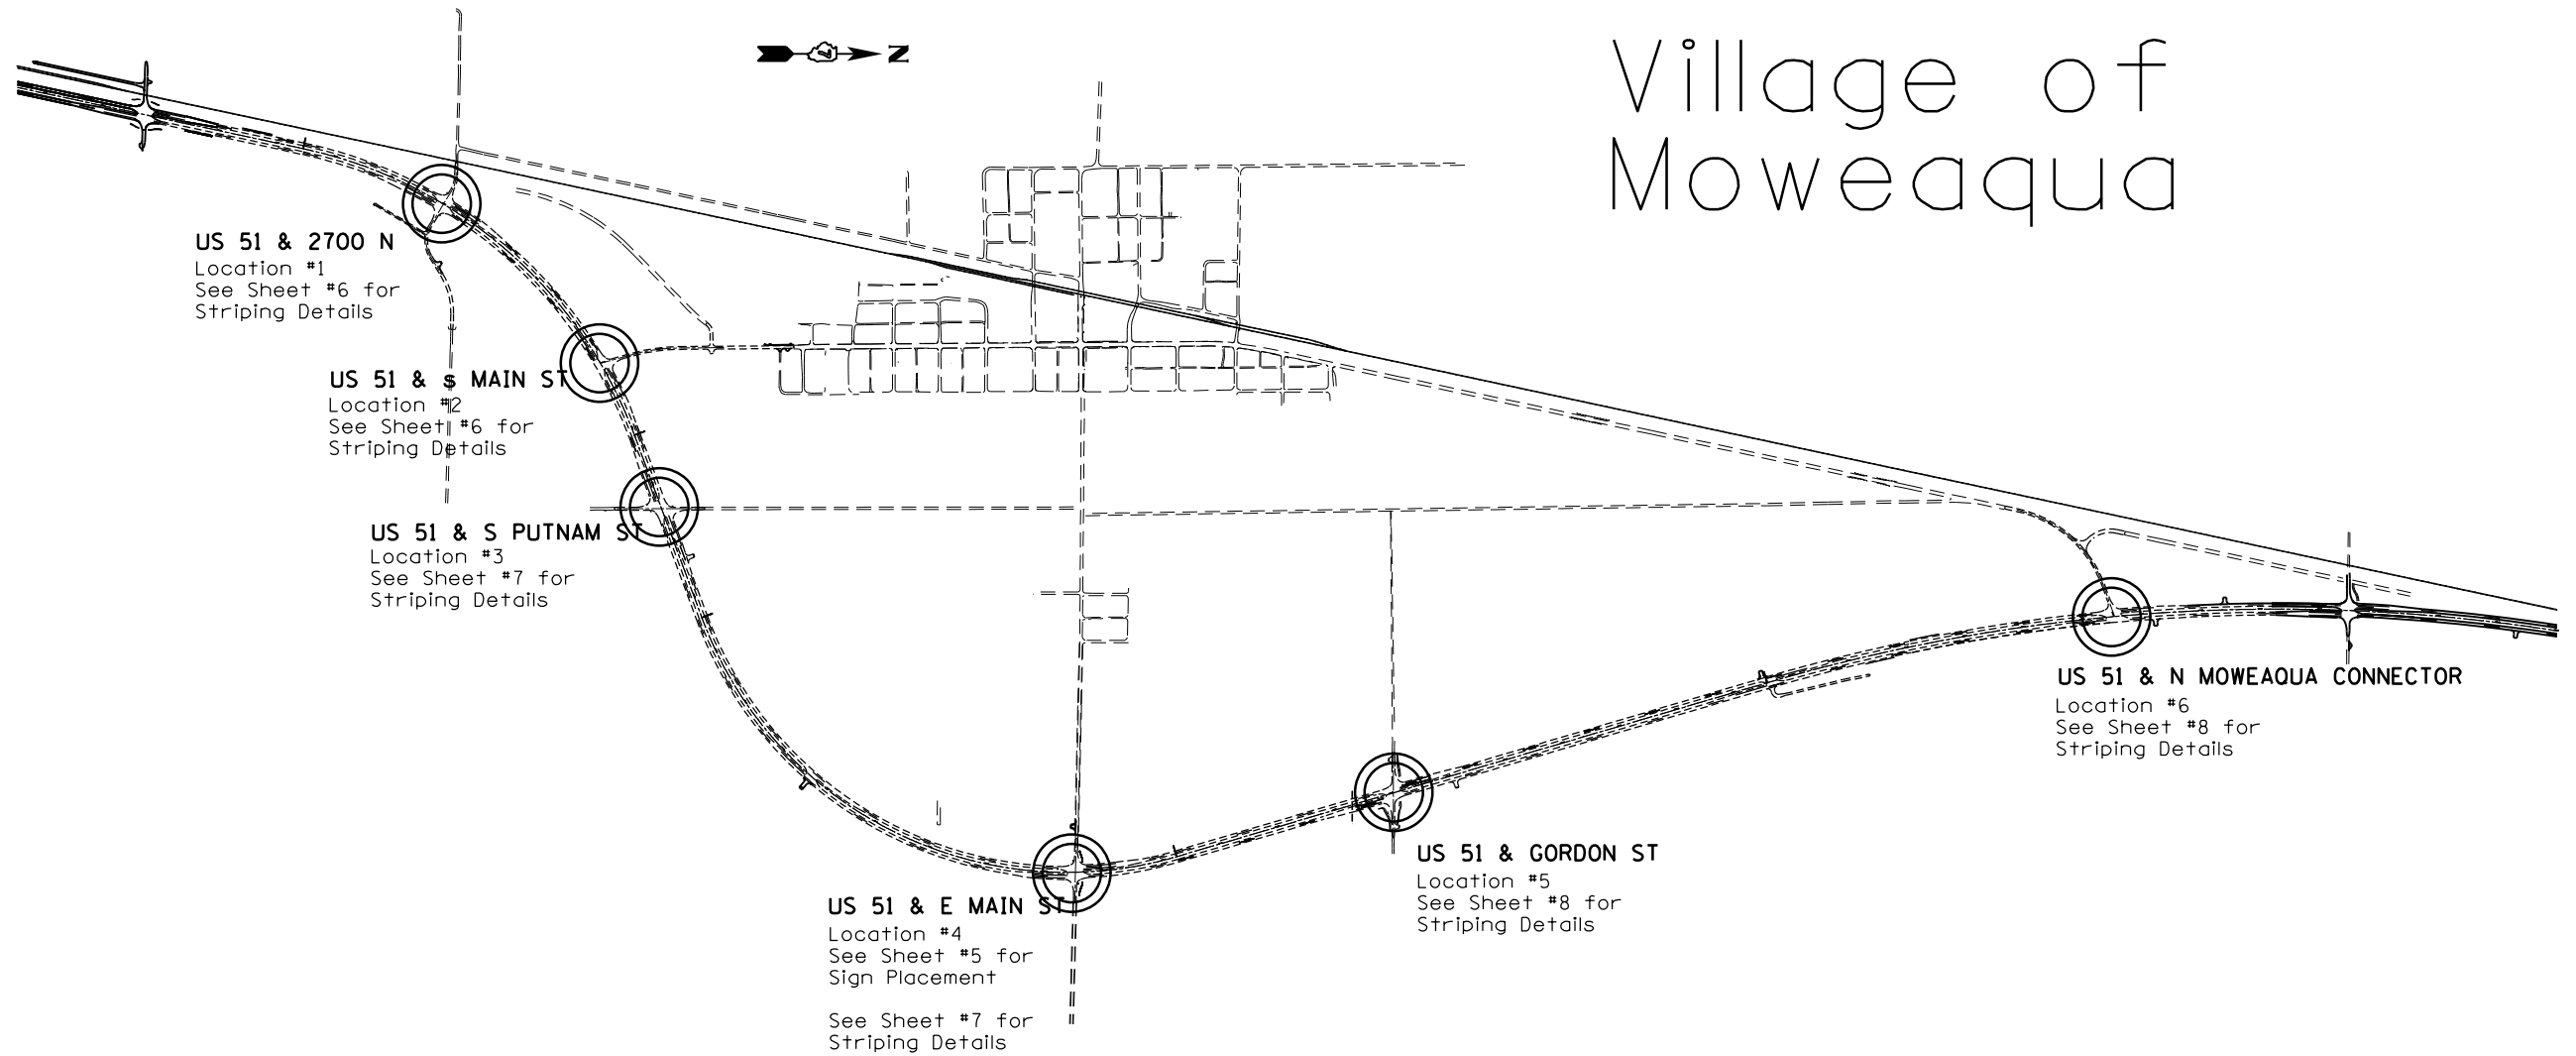 Village of
Moweaqua
N
US 51 & 2700 N
Location #1
See Sheet #6 for
Striping Details
US 51 & S MAIN ST
Location #2
See Sheet #6 for
Striping Details
US 51 & S PUTNAM ST
Location #3
See Sheet #7 for
Striping Details
US 51 & E MAIN ST
Location #4
See Sheet #5 for
Sign Placement
See Sheet #7 for
Striping Details
US 51 & GORDON ST
Location #5
See Sheet #8 for
Striping Details
US 51 & N MOWEAQUA CONNECTOR
Location #6
See Sheet #8 for
Striping Details